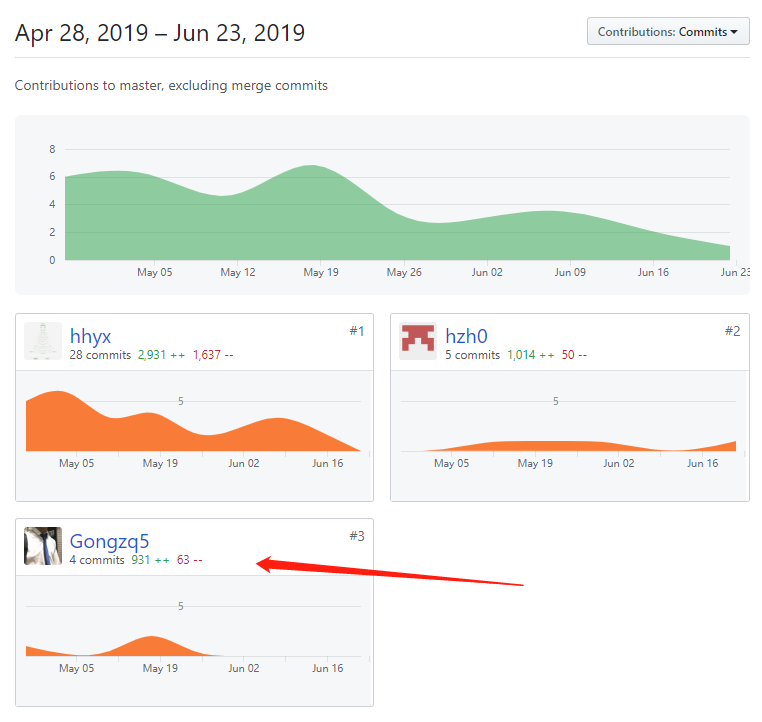 Apr 28, 2019 – Jun 23, 2019
Contributions: Commits
Contributions to master, excluding merge commits
8
6
4
2
0
May 05 May 12 May 19 May 26 Jun 02 Jun 09 Jun 16 Jun 23
hhyx #1
28 commits 2,931 ++ 1,637 --
5
May 05 May 19 Jun 02 Jun 16
hzh0 #2
5 commits 1,014 ++ 50 --
5
May 05 May 19 Jun 02 Jun 16
Gongzq5 #3
4 commits 931 ++ 63 --
5
May 05 May 19 Jun 02 Jun 16